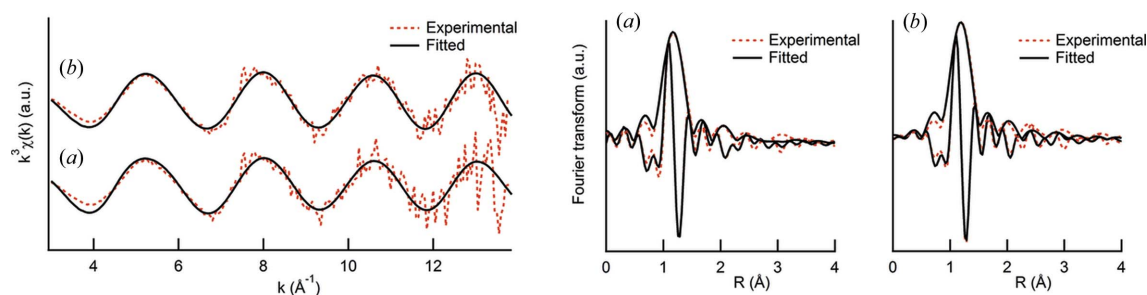 Experimental
Fitted
(b)
(a)
k³χ(k) (a.u.)
4 6 8 10 12
k (Å⁻¹)
(a)
Experimental
Fitted
Fourier transform (a.u.)
0 1 2 3 4
R (Å)
(b)
Experimental
Fitted
0 1 2 3 4
R (Å)